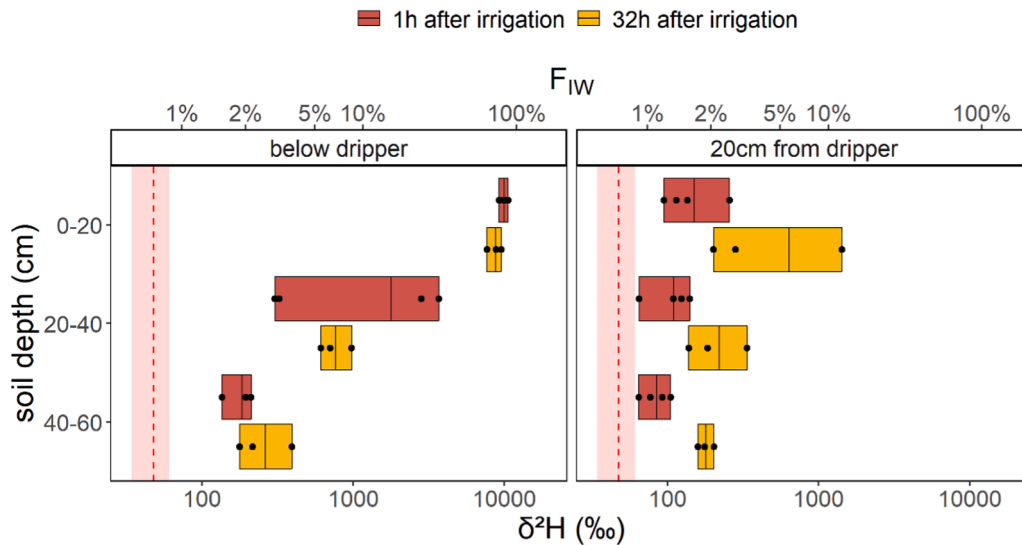 1h after irrigation 32h after irrigation
F_IW
1% 2% 5% 10% 100% 1% 2% 5% 10% 100%
below dripper 20cm from dripper
soil depth (cm)
0-20
20-40
40-60
100 1000 10000 100 1000 10000
δ²H (‰)